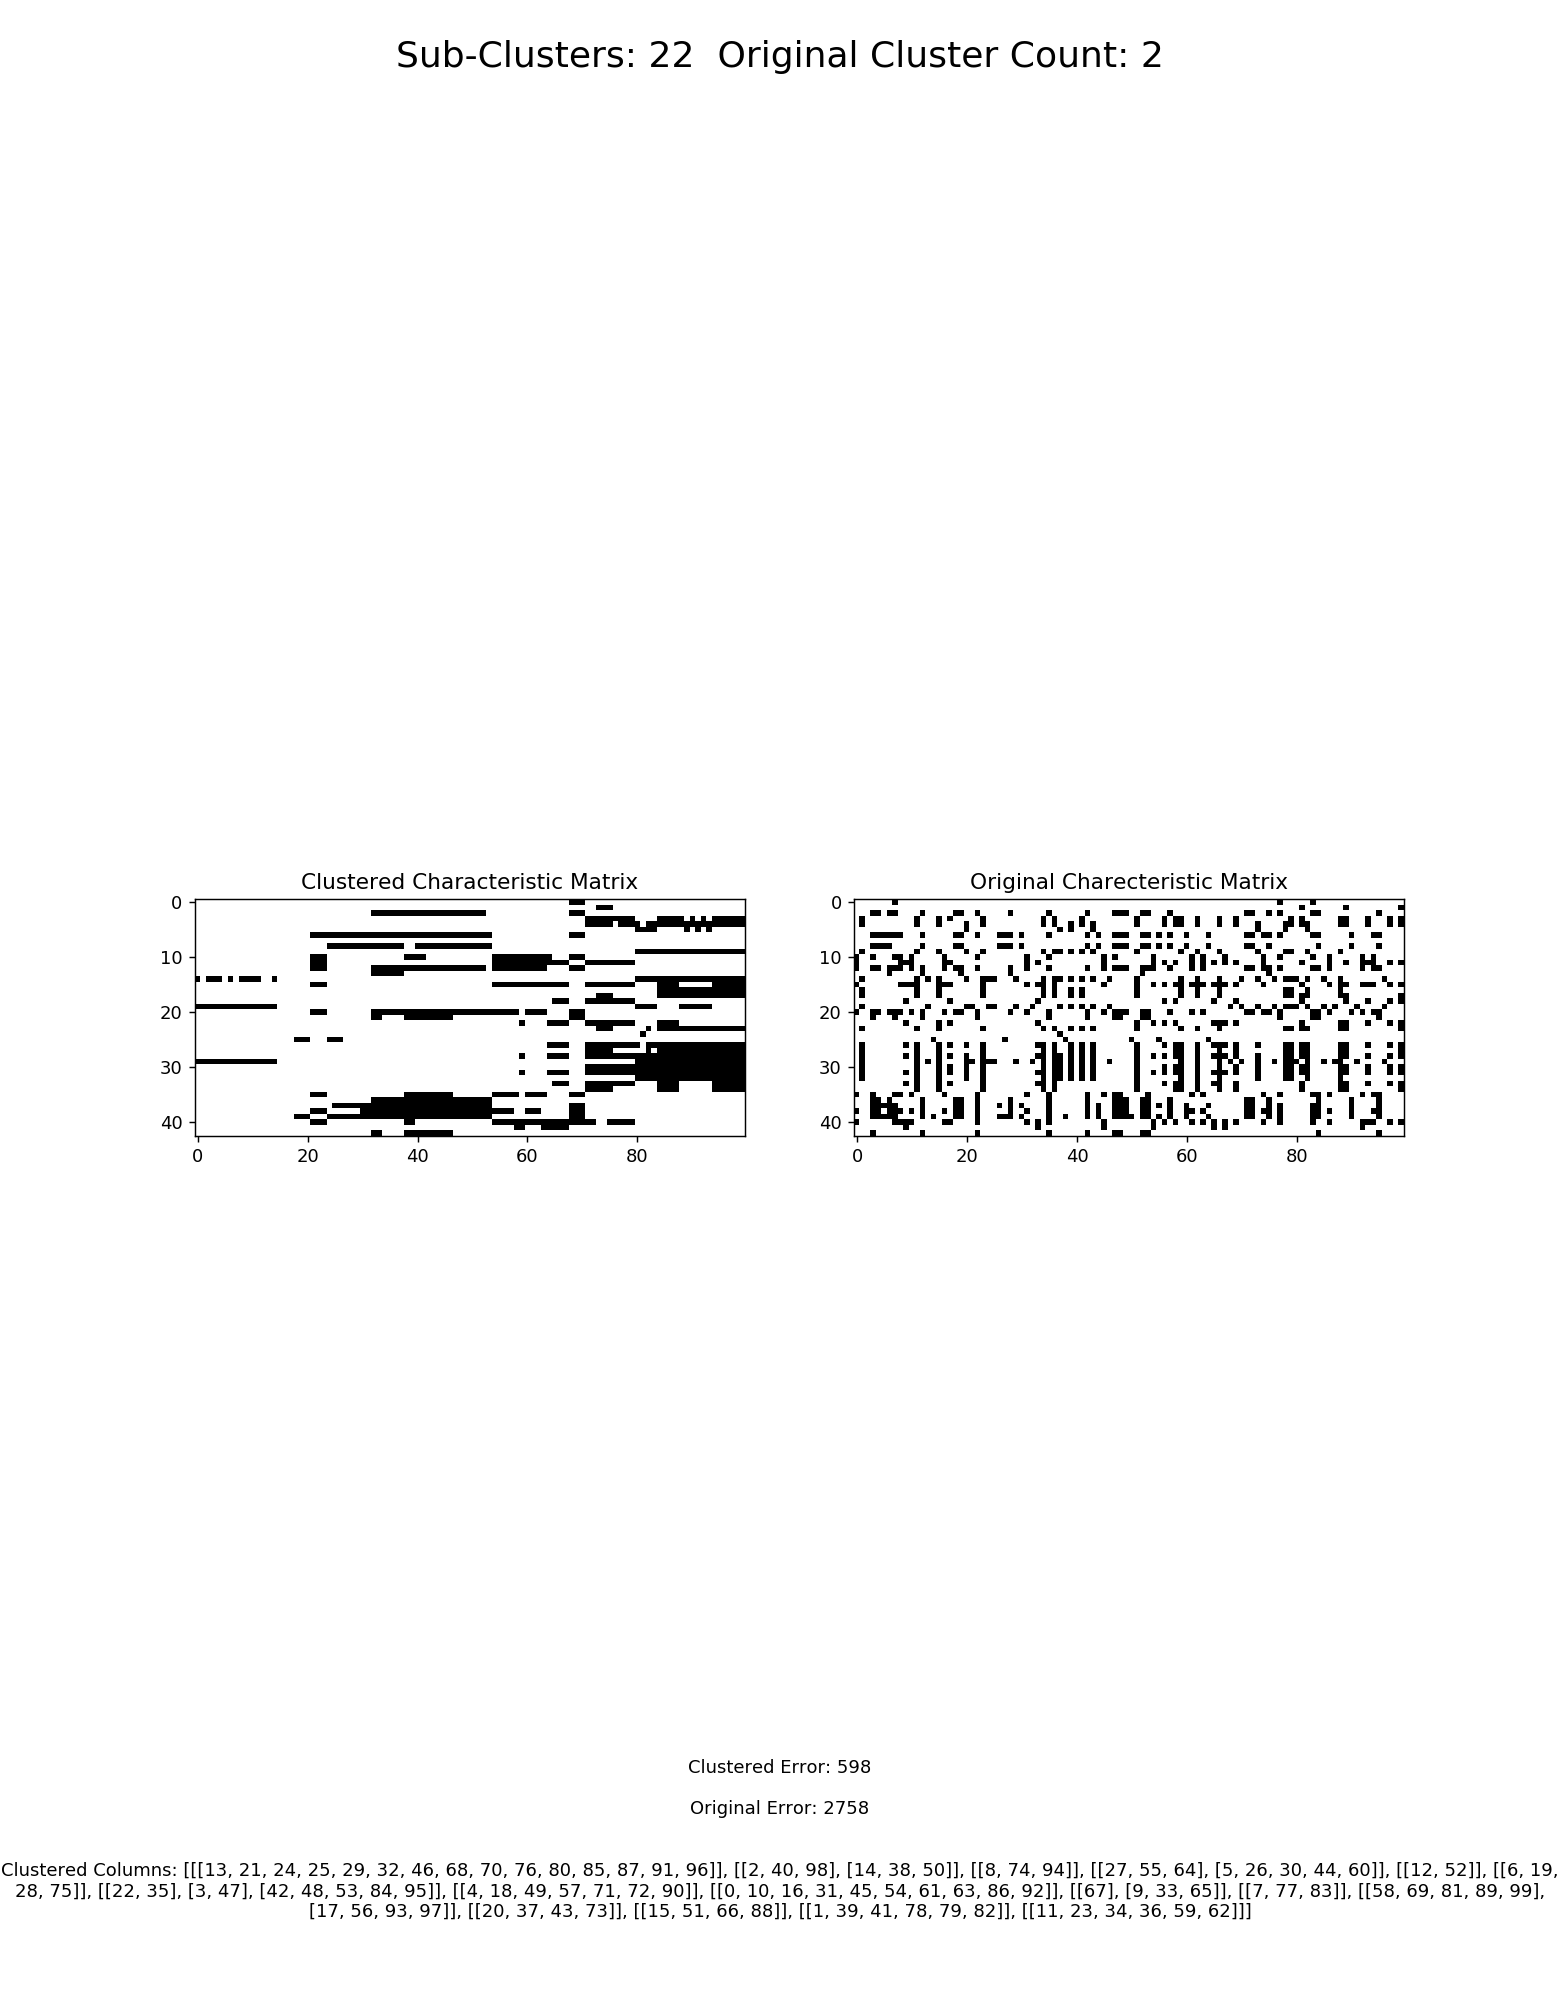 Sub-Clusters: 22  Original Cluster Count: 2
Clustered Characteristic Matrix
0
10
20
30
40
0 20 40 60 80
Original Charecteristic Matrix
0
10
20
30
40
0 20 40 60 80
Clustered Error: 598
Original Error: 2758
Clustered Columns: [[[13, 21, 24, 25, 29, 32, 46, 68, 70, 76, 80, 85, 87, 91, 96]], [[2, 40, 98], [14, 38, 50]], [[8, 74, 94]], [[27, 55, 64], [5, 26, 30, 44, 60]], [[12, 52]], [[6, 19,
28, 75]], [[22, 35], [3, 47], [42, 48, 53, 84, 95]], [[4, 18, 49, 57, 71, 72, 90]], [[0, 10, 16, 31, 45, 54, 61, 63, 86, 92]], [[67], [9, 33, 65]], [[7, 77, 83]], [[58, 69, 81, 89, 99],
[17, 56, 93, 97]], [[20, 37, 43, 73]], [[15, 51, 66, 88]], [[1, 39, 41, 78, 79, 82]], [[11, 23, 34, 36, 59, 62]]]